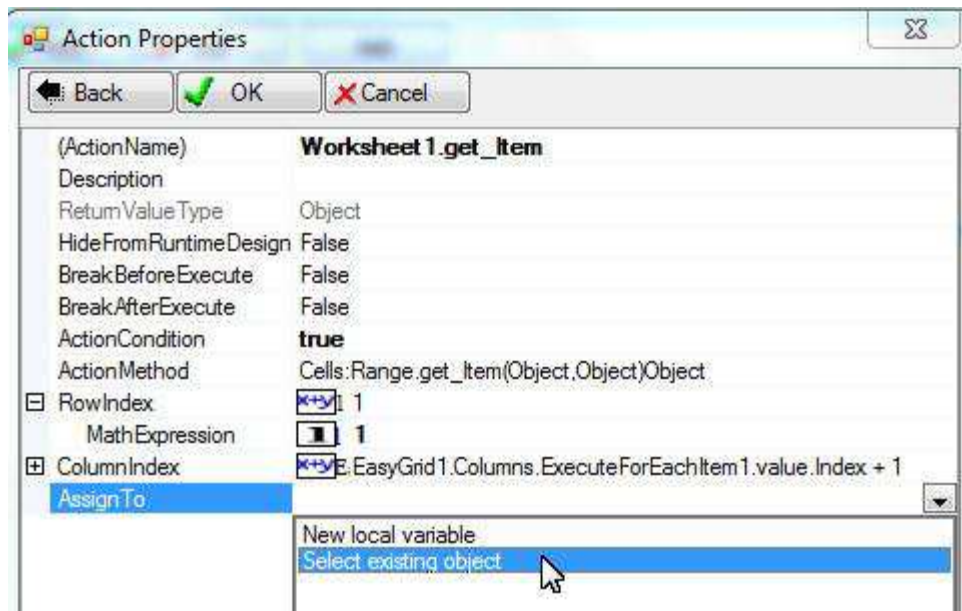 Action Properties
Back OK Cancel
(ActionName) Worksheet1.get_Item
Description
ReturnValueType Object
HideFromRuntimeDesign False
BreakBeforeExecute False
BreakAfterExecute False
ActionCondition true
ActionMethod Cells:Range.get_Item(Object,Object)Object
RowIndex x+y 1
MathExpression 1 1
ColumnIndex x+y E.EasyGrid1.Columns.ExecuteForEachItem1.value.Index + 1
AssignTo
New local variable
Select existing object